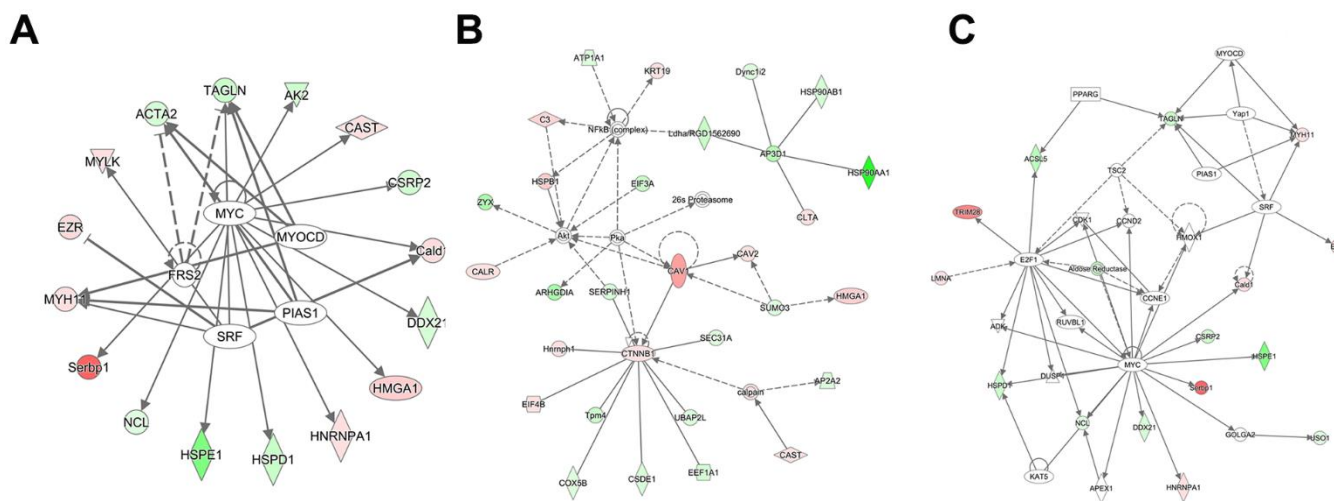 A
TAGLN
AK2
ACTA2
CAST
MYLK
CSRP2
MYC
EZR
MYOCD
Cald1
FRS2
MYH11
PIAS1
DDX21
SRF
Serbp1
HMGA1
NCL
HNRNPA1
HSPE1
HSPD1
B
ATP1A1
KRT19
Dync1i2
HSP90AB1
C3
NFkB (complex)
Ldha/RGD1562690
AP3D1
HSPB1
EIF3A
HSP90AA1
ZYX
26s Proteasome
CLTA
Akt
Pka
CAV1
CAV2
CALR
ARHGDIA
SERPINH1
SUMO3
HMGA1
Hnrnph1
CTNNB1
SEC31A
calpain
AP2A2
EIF4B
Tpm4
UBAP2L
CAST
COX5B
CSDE1
EEF1A1
C
MYOCD
PPARG
TAGLN
Yap1
MYH11
ACSL5
TSC2
PIAS1
TRIM28
CDK1
CCND2
HMOX1
SRF
E2F1
Aldose Reductase
LMNA
CCNE1
Cald1
ADK
RUVBL1
CSRP2
MYC
HSPE1
HSPD1
Serbp1
NCL
DDX21
GOLGA2
USO1
KAT5
APEX1
HNRNPA1